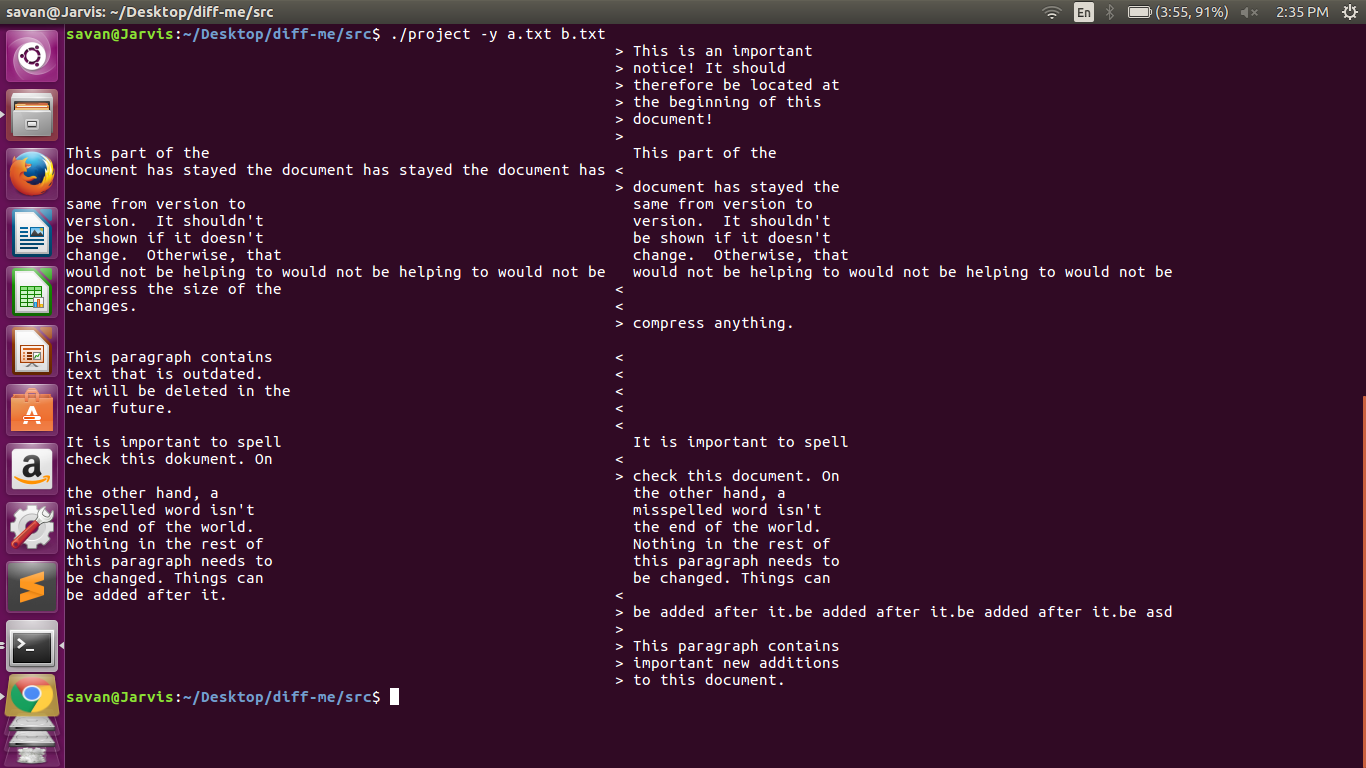 savan@Jarvis: ~/Desktop/diff-me/src En (3:55, 91%) 2:35 PM
savan@Jarvis:~/Desktop/diff-me/src$ ./project -y a.txt b.txt
> This is an important
> notice! It should
> therefore be located at
> the beginning of this
> document!
>
This part of the This part of the
document has stayed the document has stayed the document has <
> document has stayed the
same from version to same from version to
version.  It shouldn't version.  It shouldn't
be shown if it doesn't be shown if it doesn't
change.  Otherwise, that change.  Otherwise, that
would not be helping to would not be helping to would not be would not be helping to would not be helping to would not be
compress the size of the <
changes. <
> compress anything.
This paragraph contains <
text that is outdated. <
It will be deleted in the <
near future. <
<
It is important to spell It is important to spell
check this dokument. On <
> check this document. On
the other hand, a the other hand, a
misspelled word isn't misspelled word isn't
the end of the world. the end of the world.
Nothing in the rest of Nothing in the rest of
this paragraph needs to this paragraph needs to
be changed. Things can be changed. Things can
be added after it. <
> be added after it.be added after it.be added after it.be asd
>
> This paragraph contains
> important new additions
> to this document.
savan@Jarvis:~/Desktop/diff-me/src$